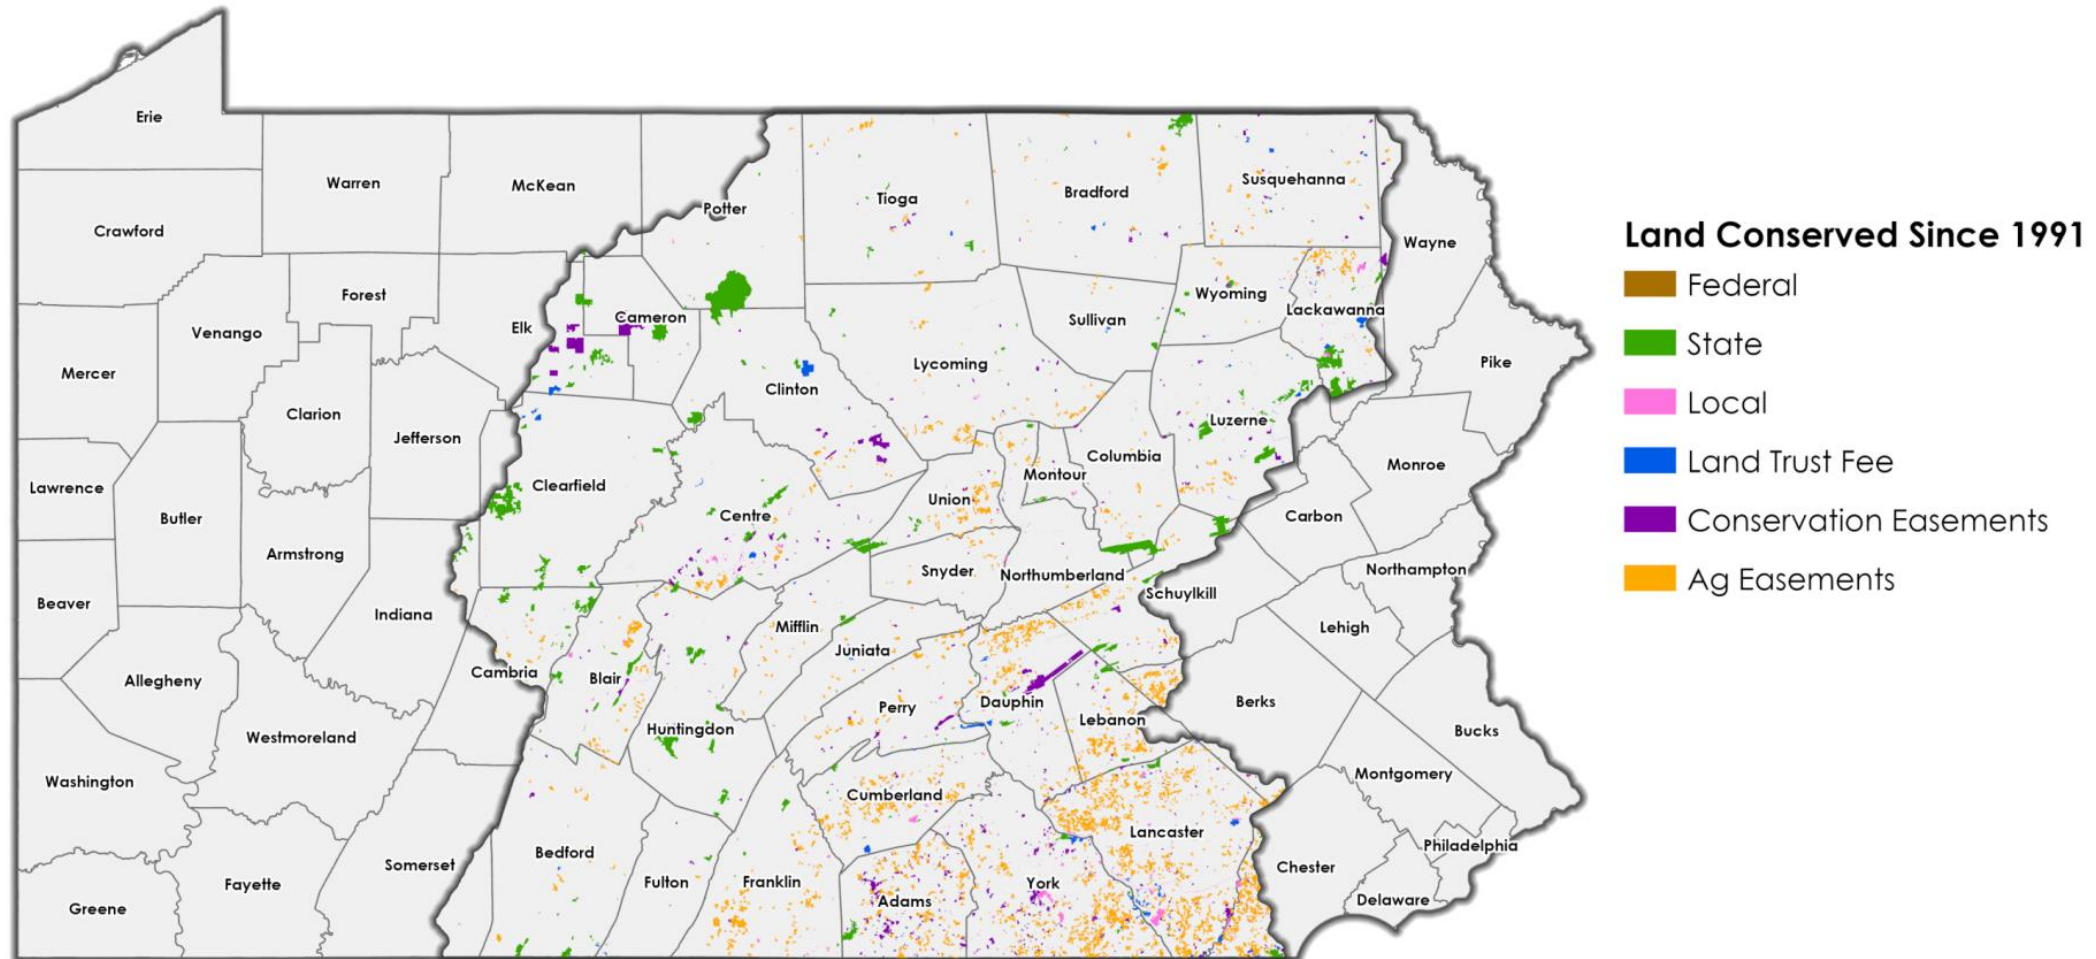 Land Conserved Since 1991
Federal
State
Local
Land Trust Fee
Conservation Easements
Ag Easements
Erie
Warren
McKean
Potter
Tioga
Bradford
Susquehanna
Wayne
Crawford
Forest
Elk
Cameron
Wyoming
Lackawanna
Venango
Sullivan
Pike
Mercer
Lycoming
Clinton
Clarion
Jefferson
Luzerne
Columbia
Monroe
Lawrence
Clearfield
Montour
Union
Butler
Centre
Carbon
Armstrong
Snyder
Northumberland
Northampton
Beaver
Schuylkill
Indiana
Mifflin
Lehigh
Juniata
Allegheny
Cambria
Blair
Huntingdon
Perry
Dauphin
Lebanon
Berks
Bucks
Westmoreland
Washington
Cumberland
Montgomery
Lancaster
Philadelphia
Somerset
Bedford
Fulton
Franklin
Adams
York
Chester
Delaware
Fayette
Greene